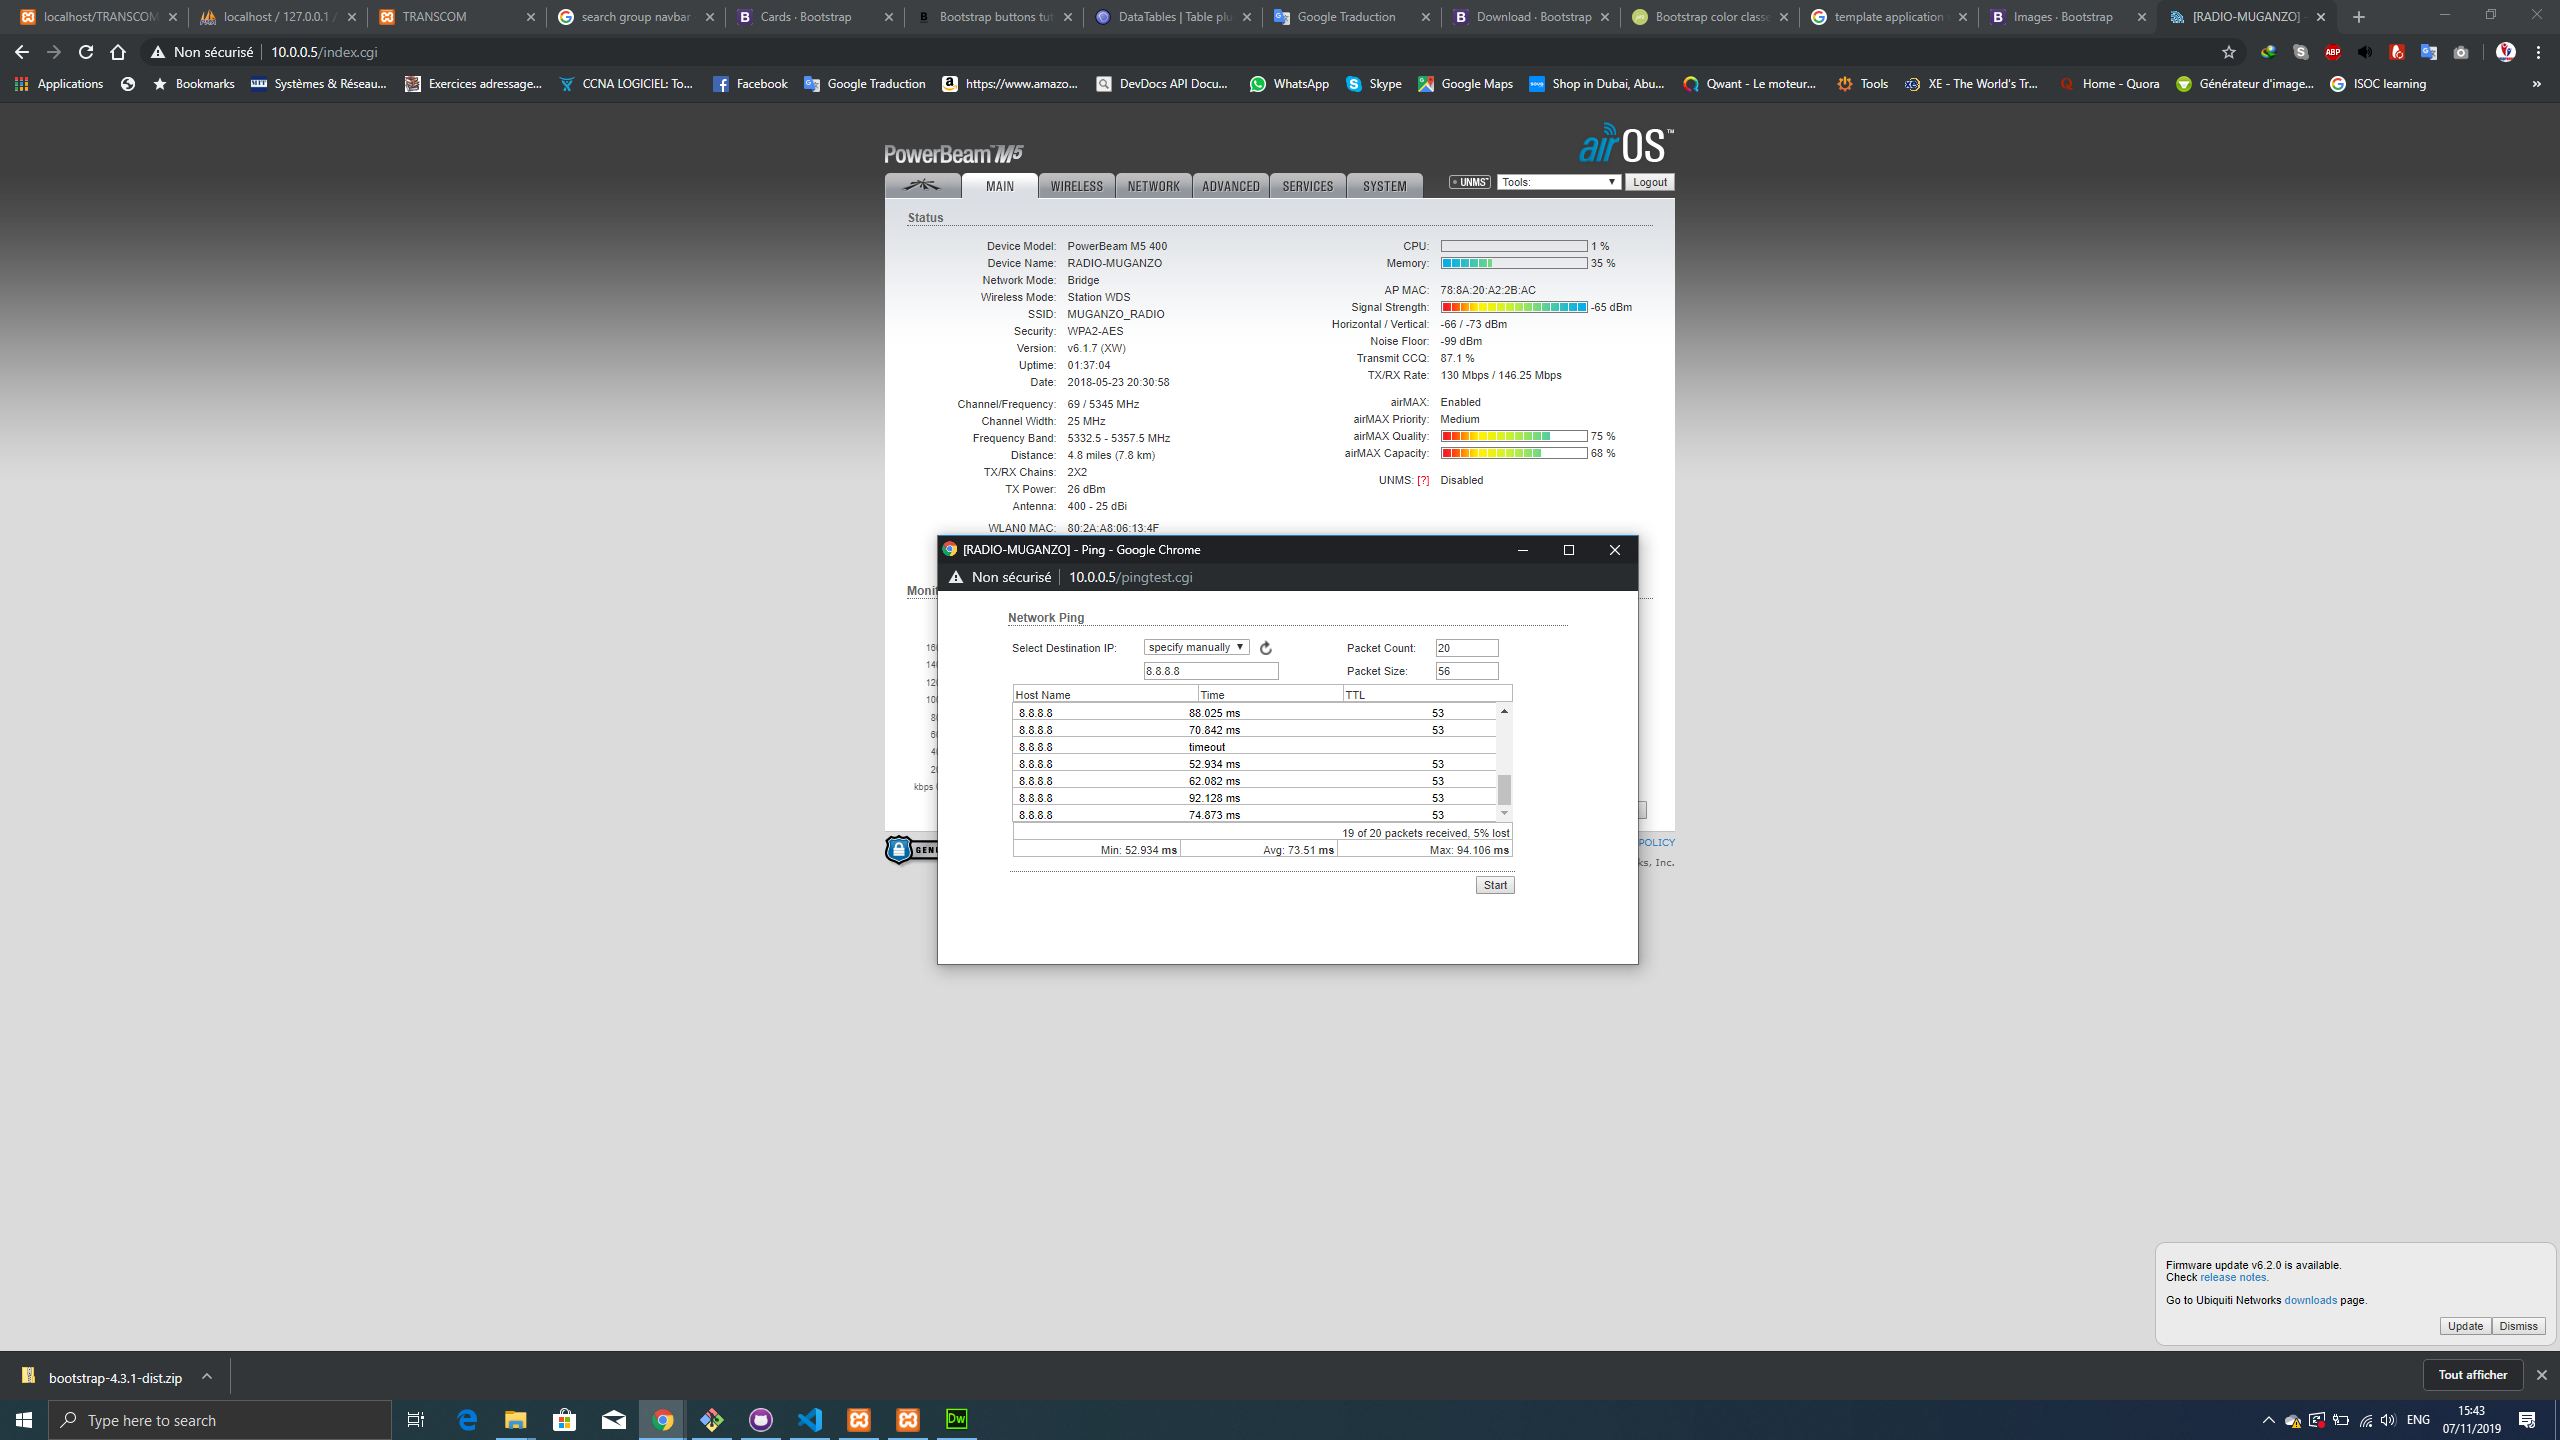 localhost/TRANSCOM
localhost / 127.0.0.1 /
TRANSCOM
search group navbar
Cards · Bootstrap
Bootstrap buttons tut
DataTables | Table plu
Google Traduction
Download · Bootstrap
Bootstrap color classe
template application
Images · Bootstrap
[RADIO-MUGANZO] -
Non sécurisé
10.0.0.5/index.cgi
Applications
Bookmarks
Systèmes & Réseau...
Exercices adressage...
CCNA LOGICIEL: To...
Facebook
Google Traduction
https://www.amazo...
DevDocs API Docu...
WhatsApp
Skype
Google Maps
Shop in Dubai, Abu...
Qwant - Le moteur...
Tools
XE - The World's Tr...
Home - Quora
Générateur d'image...
ISOC learning
»
PowerBeam™ M5
airOS™
MAIN
WIRELESS
NETWORK
ADVANCED
SERVICES
SYSTEM
UNMS™
Tools:
Logout
Status
Device Model: PowerBeam M5 400
Device Name: RADIO-MUGANZO
Network Mode: Bridge
Wireless Mode: Station WDS
SSID: MUGANZO_RADIO
Security: WPA2-AES
Version: v6.1.7 (XW)
Uptime: 01:37:04
Date: 2018-05-23 20:30:58
Channel/Frequency: 69 / 5345 MHz
Channel Width: 25 MHz
Frequency Band: 5332.5 - 5357.5 MHz
Distance: 4.8 miles (7.8 km)
TX/RX Chains: 2X2
TX Power: 26 dBm
Antenna: 400 - 25 dBi
WLAN0 MAC: 80:2A:A8:06:13:4F
CPU: 1 %
Memory: 35 %
AP MAC: 78:8A:20:A2:2B:AC
Signal Strength: -65 dBm
Horizontal / Vertical: -66 / -73 dBm
Noise Floor: -99 dBm
Transmit CCQ: 87.1 %
TX/RX Rate: 130 Mbps / 146.25 Mbps
airMAX: Enabled
airMAX Priority: Medium
airMAX Quality: 75 %
airMAX Capacity: 68 %
UNMS: [?] Disabled
Monit
kbps
GEN
POLICY
ks, Inc.
[RADIO-MUGANZO] - Ping - Google Chrome
Non sécurisé
10.0.0.5/pingtest.cgi
Network Ping
Select Destination IP: specify manually
8.8.8.8
Packet Count: 20
Packet Size: 56
Host Name Time TTL
8.8.8.8 88.025 ms 53
8.8.8.8 70.842 ms 53
8.8.8.8 timeout
8.8.8.8 52.934 ms 53
8.8.8.8 62.082 ms 53
8.8.8.8 92.128 ms 53
8.8.8.8 74.873 ms 53
19 of 20 packets received, 5% lost
Min: 52.934 ms Avg: 73.51 ms Max: 94.106 ms
Start
Firmware update v6.2.0 is available.
Check release notes.
Go to Ubiquiti Networks downloads page.
Update
Dismiss
bootstrap-4.3.1-dist.zip
Tout afficher
Type here to search
Dw
ENG
15:43
07/11/2019